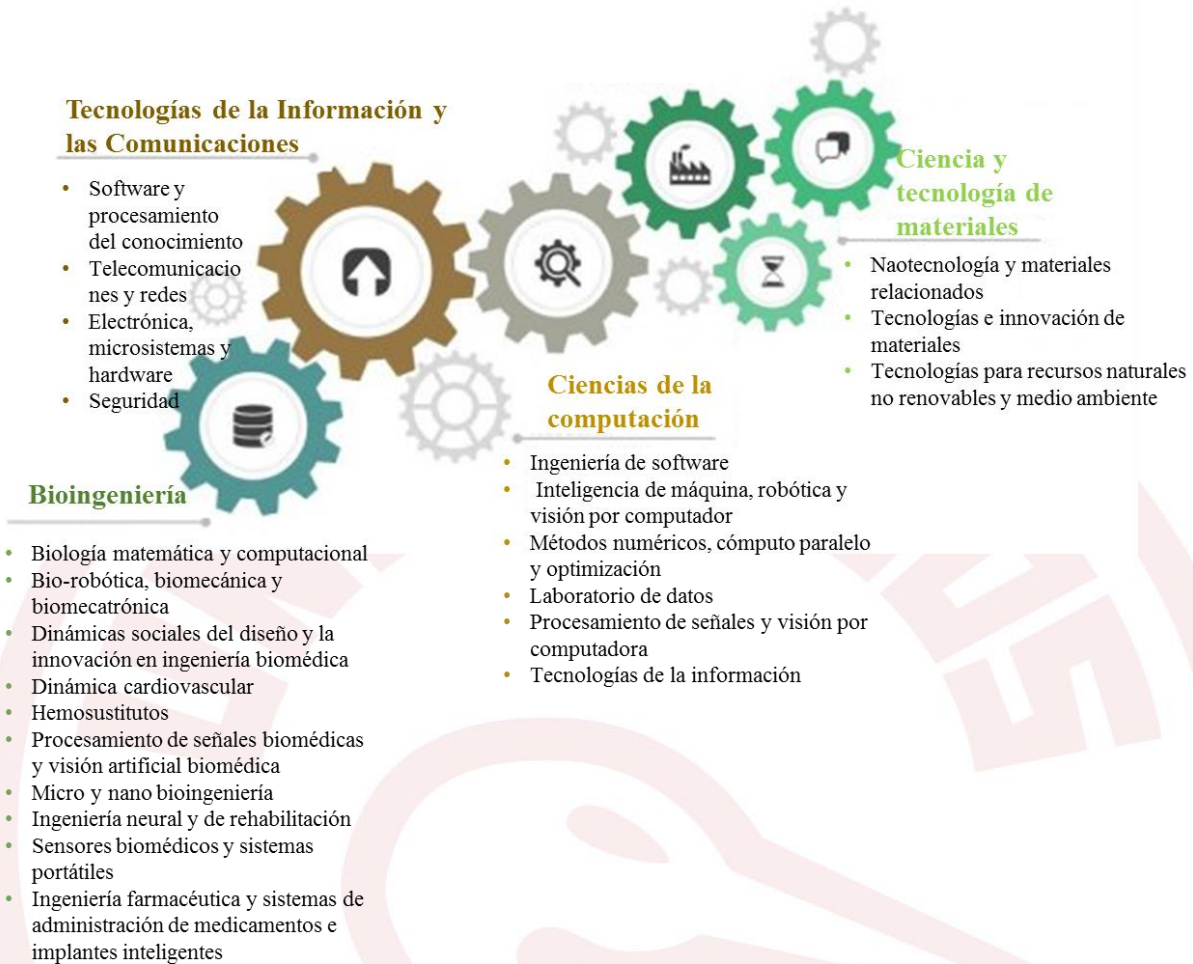 Tecnologías de la Información y
las Comunicaciones
• Software y
procesamiento
del conocimiento
• Telecomunicacio
nes y redes
• Electrónica,
microsistemas y
hardware
• Seguridad
Ciencia y
tecnología de
materiales
• Naotecnología y materiales
relacionados
• Tecnologías e innovación de
materiales
• Tecnologías para recursos naturales
no renovables y medio ambiente
Ciencias de la
computación
• Ingeniería de software
• Inteligencia de máquina, robótica y
visión por computador
• Métodos numéricos, cómputo paralelo
y optimización
• Laboratorio de datos
• Procesamiento de señales y visión por
computadora
• Tecnologías de la información
Bioingeniería
• Biología matemática y computacional
• Bio-robótica, biomecánica y
biomecatrónica
• Dinámicas sociales del diseño y la
innovación en ingeniería biomédica
• Dinámica cardiovascular
• Hemosustitutos
• Procesamiento de señales biomédicas
y visión artificial biomédica
• Micro y nano bioingeniería
• Ingeniería neural y de rehabilitación
• Sensores biomédicos y sistemas
portátiles
• Ingeniería farmacéutica y sistemas de
administración de medicamentos e
implantes inteligentes